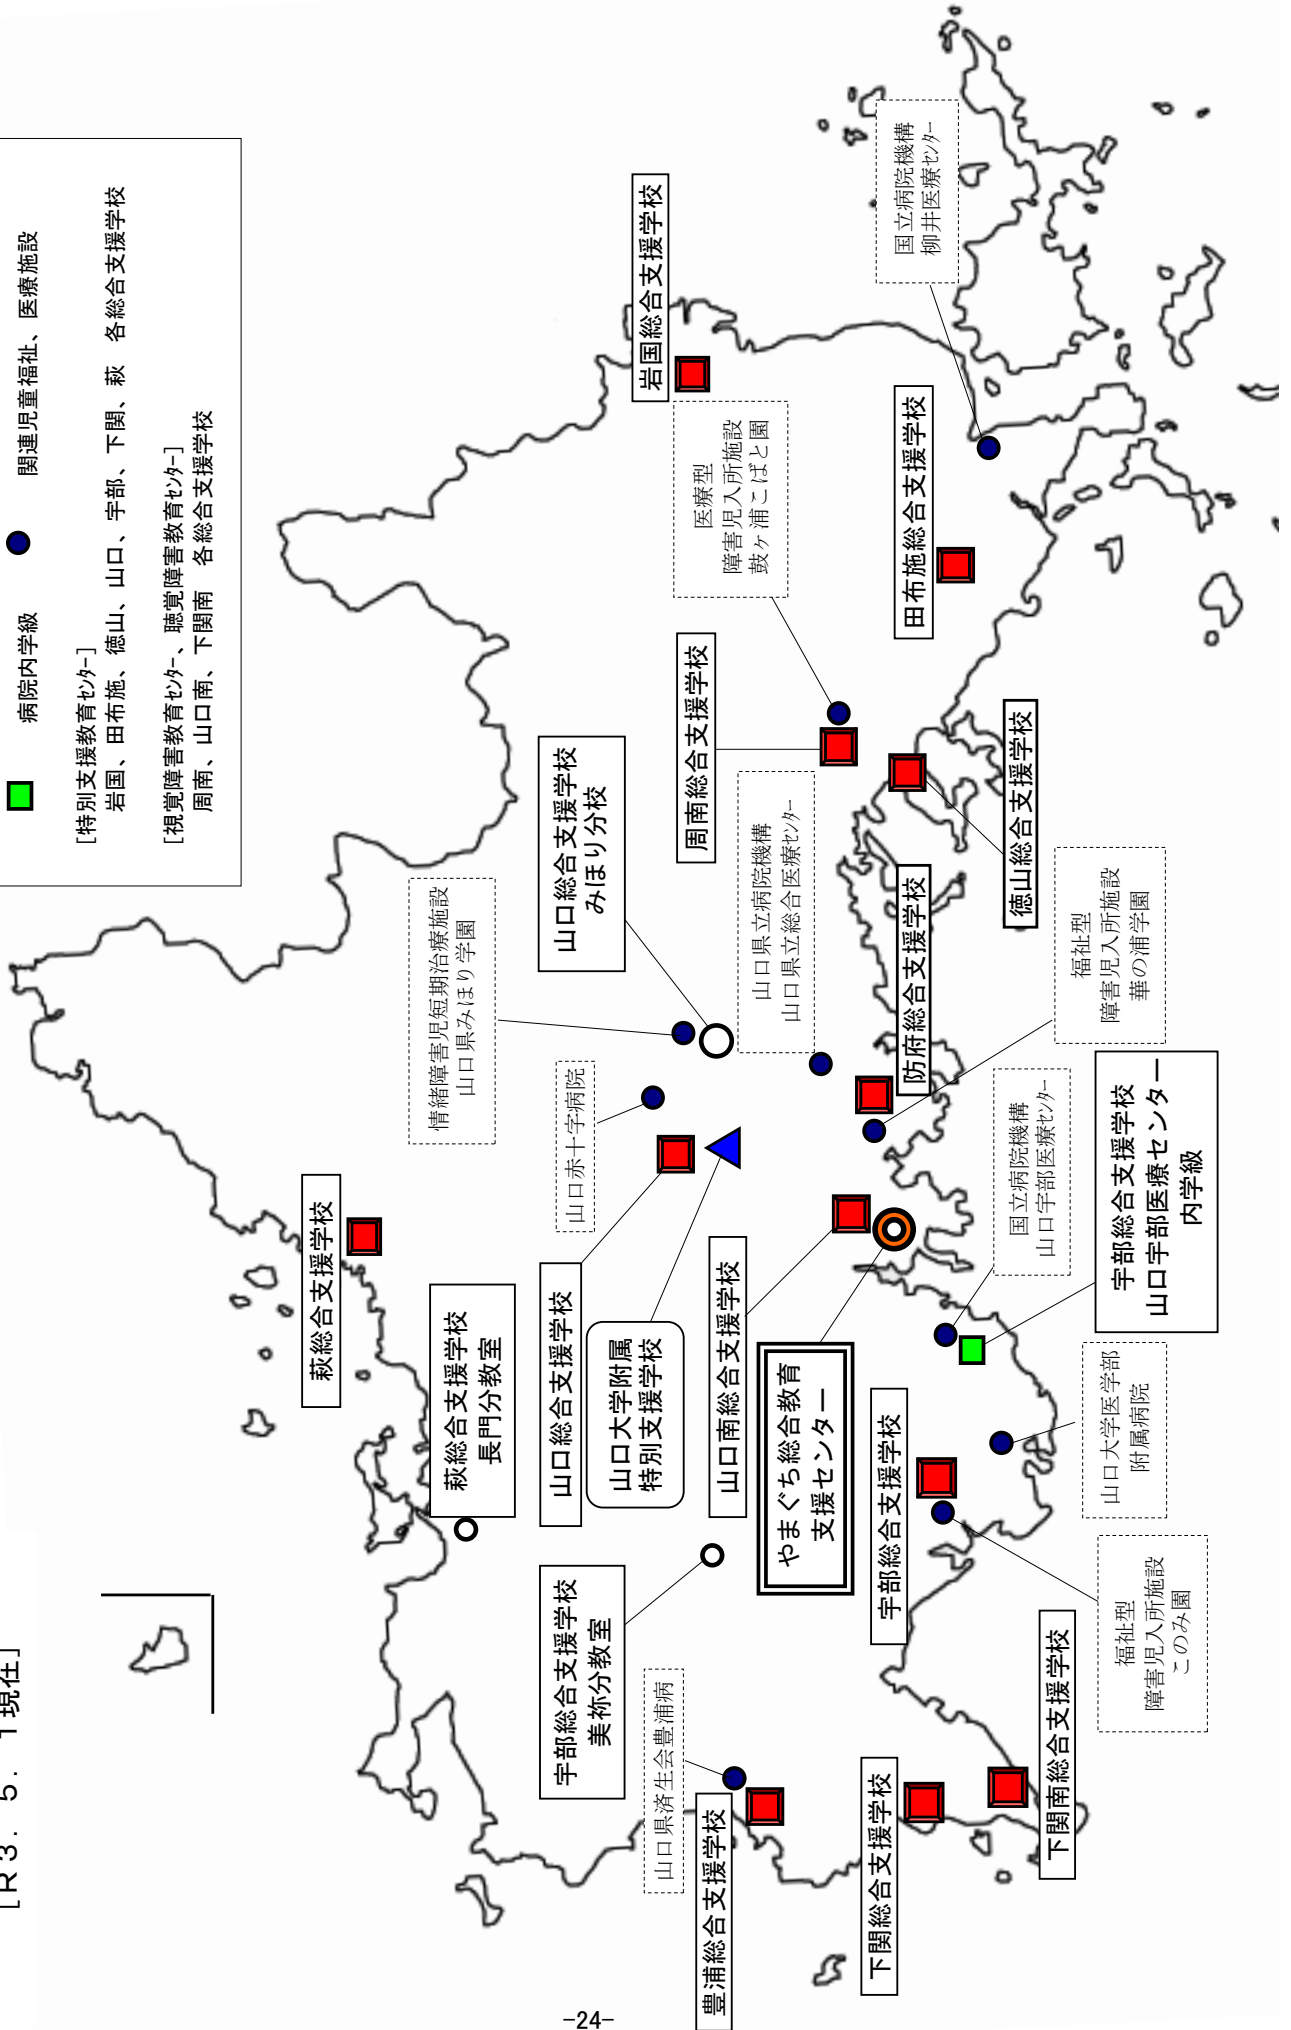 [Ｒ３．５．１現在]
病院内学級
関連児童福祉、医療施設
[特別支援教育ｾﾝﾀｰ]
岩国、田布施、徳山、山口、宇部、下関、萩　各総合支援学校
[視覚障害教育ｾﾝﾀｰ、聴覚障害教育ｾﾝﾀｰ]
周南、山口南、下関南　各総合支援学校
萩総合支援学校
萩総合支援学校
長門分教室
情緒障害児短期治療施設
山口県みほり学園
山口総合支援学校
みほり分校
山口赤十字病院
山口総合支援学校
山口大学附属
特別支援学校
宇部総合支援学校
美祢分教室
岩国総合支援学校
医療型
障害児入所施設
鼓ヶ浦こばと園
周南総合支援学校
山口県立病院機構
山口県立総合医療ｾﾝﾀｰ
山口南総合支援学校
やまぐち総合教育
支援センター
山口県済生会豊浦病
豊浦総合支援学校
国立病院機構
柳井医療ｾﾝﾀｰ
田布施総合支援学校
防府総合支援学校
宇部総合支援学校
下関総合支援学校
徳山総合支援学校
国立病院機構
山口宇部医療ｾﾝﾀｰ
福祉型
障害児入所施設
華の浦学園
宇部総合支援学校
山口宇部医療センター
内学級
山口大学医学部
附属病院
福祉型
障害児入所施設
このみ園
下関南総合支援学校
-24-